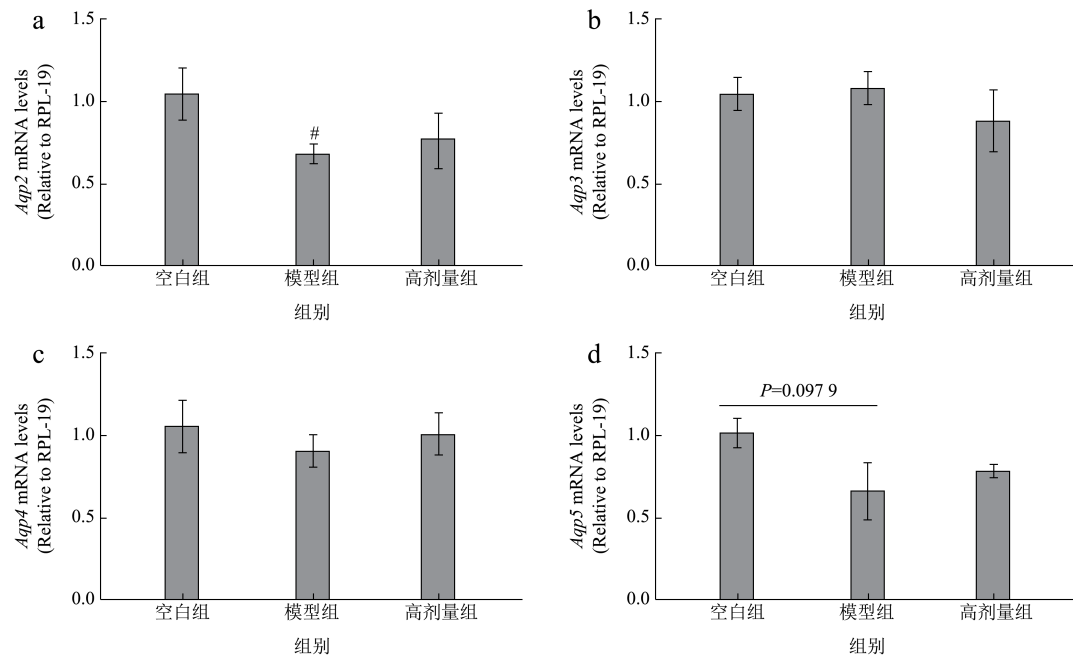 a
Aqp2 mRNA levels
(Relative to RPL-19)
1.5
1.0
0.5
0.0
#
空白组
模型组
高剂量组
组别
b
Aqp3 mRNA levels
(Relative to RPL-19)
1.5
1.0
0.5
0.0
空白组
模型组
高剂量组
组别
c
Aqp4 mRNA levels
(Relative to RPL-19)
1.5
1.0
0.5
0.0
空白组
模型组
高剂量组
组别
d
Aqp5 mRNA levels
(Relative to RPL-19)
1.5
1.0
0.5
0.0
P=0.097 9
空白组
模型组
高剂量组
组别